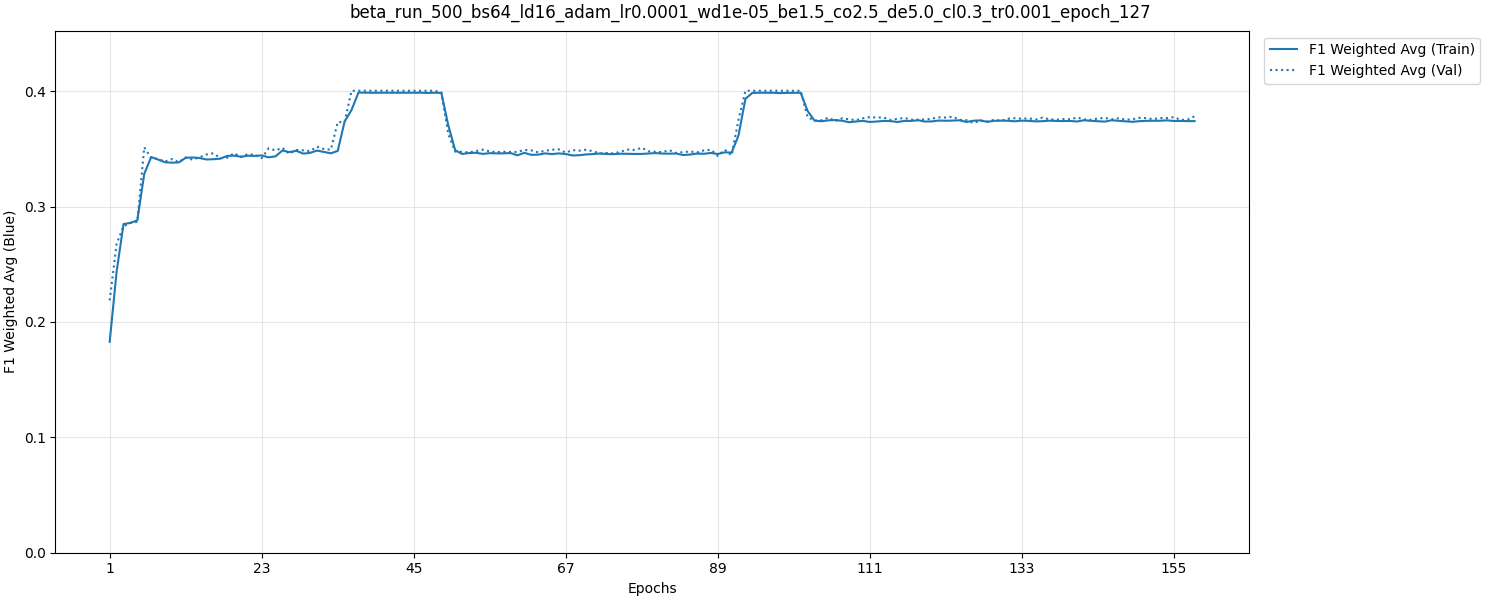 beta_run_500_bs64_ld16_adam_lr0.0001_wd1e-05_be1.5_co2.5_de5.0_cl0.3_tr0.001_epoch_127
F1 Weighted Avg (Train)
F1 Weighted Avg (Val)
F1 Weighted Avg (Blue)
0.4
0.3
0.2
0.1
0.0
1 23 45 67 89 111 133 155
Epochs